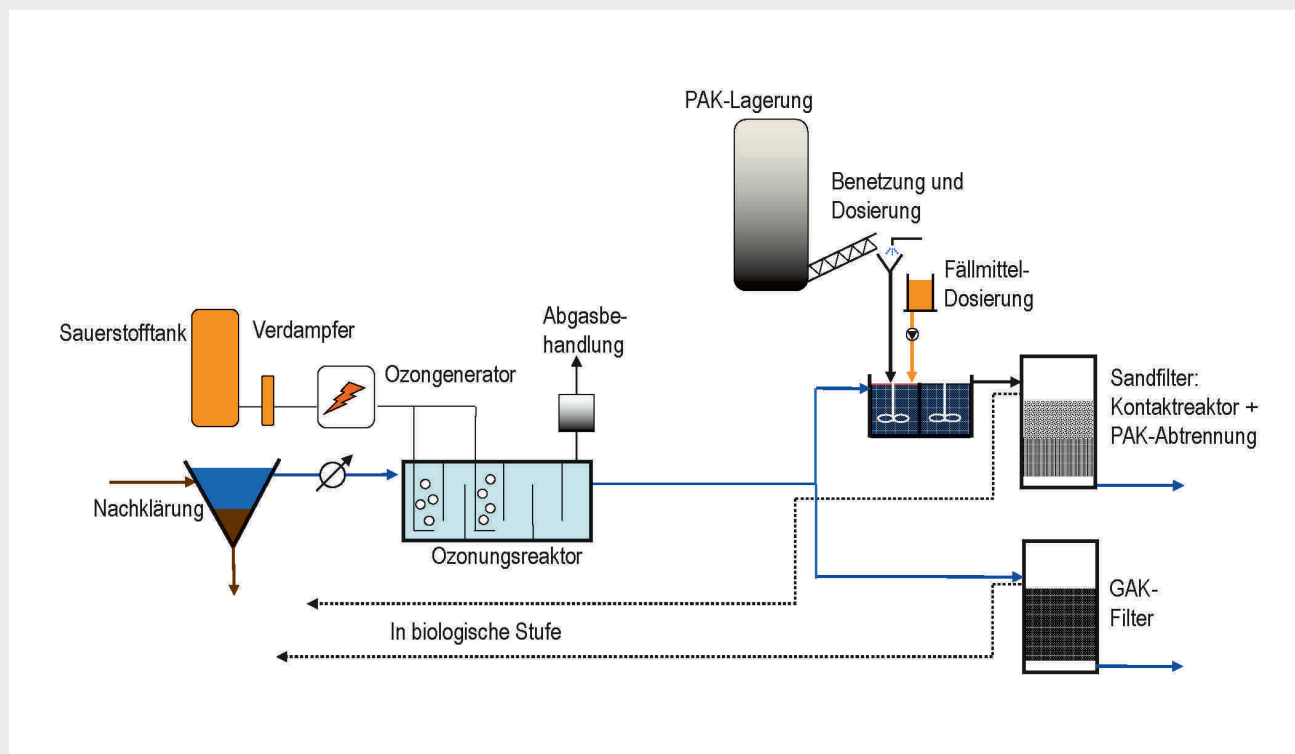 PAK-Lagerung
Benetzung und
Dosierung
Fällmittel-
Dosierung
Sauerstofftank
Verdampfer
Abgasbe-
handlung
Ozongenerator
Sandfilter:
Kontaktreaktor +
PAK-Abtrennung
Nachklärung
Ozonungsreaktor
GAK-
Filter
In biologische Stufe